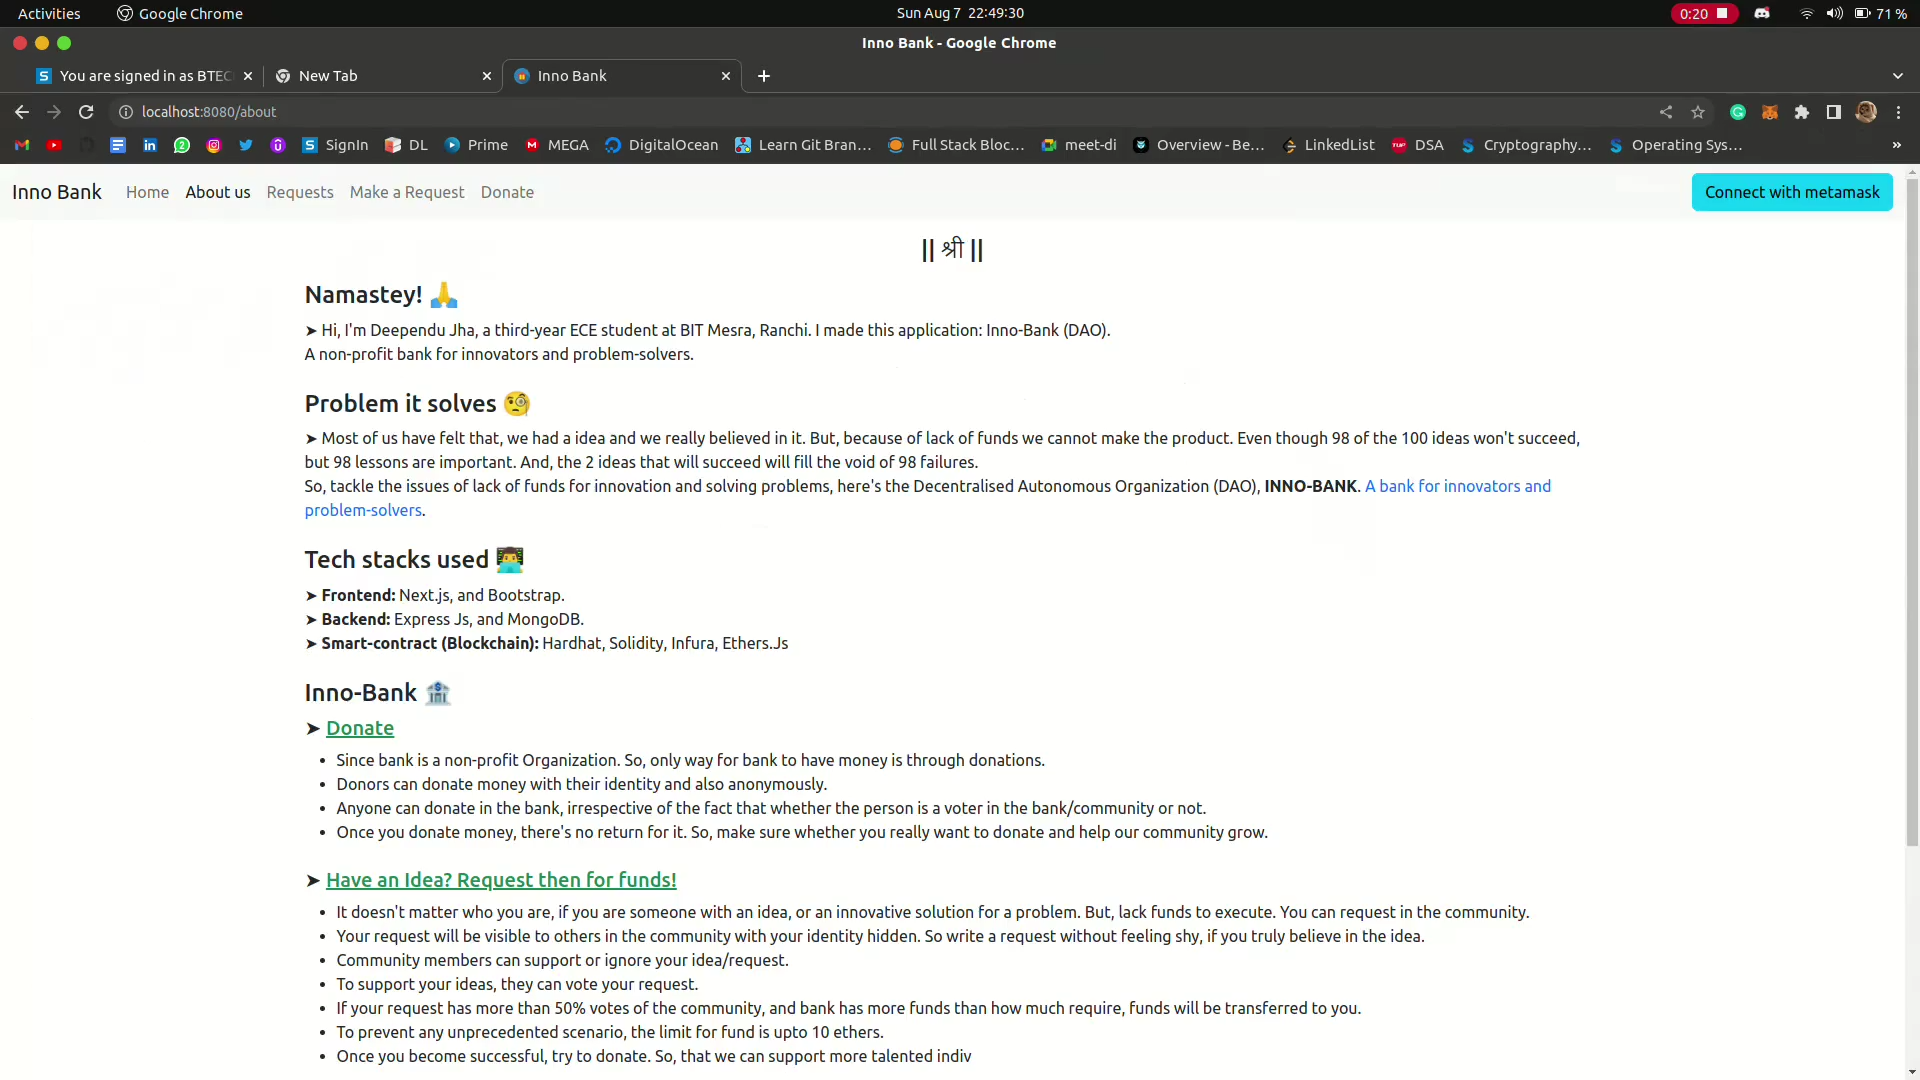 Activities Google Chrome Sun Aug 7 22:49:30 0:20 71 %
Inno Bank - Google Chrome
You are signed in as BTEC New Tab Inno Bank
localhost:8080/about
SignIn DL Prime MEGA DigitalOcean Learn Git Bran... Full Stack Bloc... meet-di Overview - Be... LinkedList DSA Cryptography... Operating Sys... »
Inno Bank Home About us Requests Make a Request Donate Connect with metamask
|| श्री ||
Namastey! 🙏
➤ Hi, I'm Deependu Jha, a third-year ECE student at BIT Mesra, Ranchi. I made this application: Inno-Bank (DAO).
A non-profit bank for innovators and problem-solvers.
Problem it solves 🧐
➤ Most of us have felt that, we had a idea and we really believed in it. But, because of lack of funds we cannot make the product. Even though 98 of the 100 ideas won't succeed,
but 98 lessons are important. And, the 2 ideas that will succeed will fill the void of 98 failures.
So, tackle the issues of lack of funds for innovation and solving problems, here's the Decentralised Autonomous Organization (DAO), INNO-BANK. A bank for innovators and
problem-solvers.
Tech stacks used 👨‍💻
➤ Frontend: Next.js, and Bootstrap.
➤ Backend: Express Js, and MongoDB.
➤ Smart-contract (Blockchain): Hardhat, Solidity, Infura, Ethers.Js
Inno-Bank 🏦
➤ Donate
• Since bank is a non-profit Organization. So, only way for bank to have money is through donations.
• Donors can donate money with their identity and also anonymously.
• Anyone can donate in the bank, irrespective of the fact that whether the person is a voter in the bank/community or not.
• Once you donate money, there's no return for it. So, make sure whether you really want to donate and help our community grow.
➤ Have an Idea? Request then for funds!
• It doesn't matter who you are, if you are someone with an idea, or an innovative solution for a problem. But, lack funds to execute. You can request in the community.
• Your request will be visible to others in the community with your identity hidden. So write a request without feeling shy, if you truly believe in the idea.
• Community members can support or ignore your idea/request.
• To support your ideas, they can vote your request.
• If your request has more than 50% votes of the community, and bank has more funds than how much require, funds will be transferred to you.
• To prevent any unprecedented scenario, the limit for fund is upto 10 ethers.
• Once you become successful, try to donate. So, that we can support more talented indiv